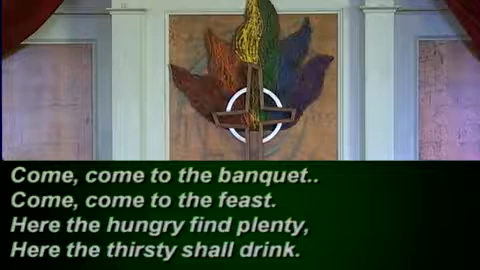 Come, come to the banquet..
Come, come to the feast.
Here the hungry find plenty,
Here the thirsty shall drink.